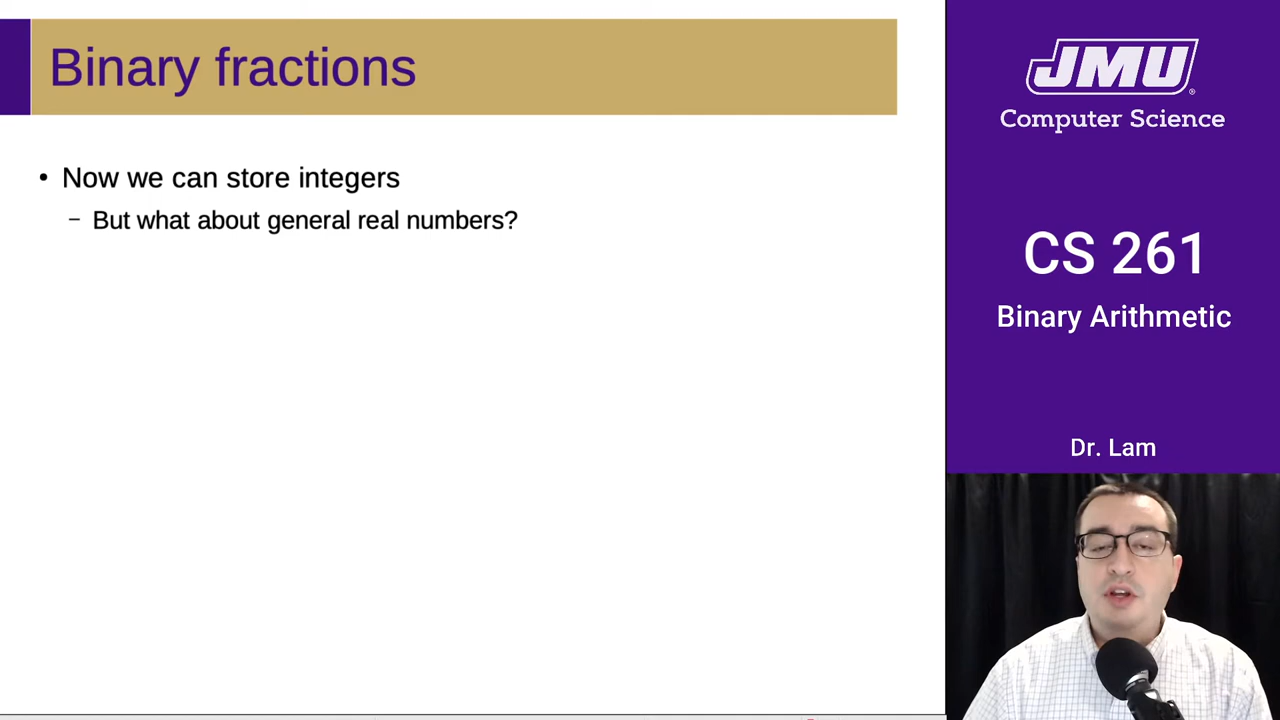 Binary fractions
• Now we can store integers
– But what about general real numbers?
JMU
Computer Science
CS 261
Binary Arithmetic
Dr. Lam